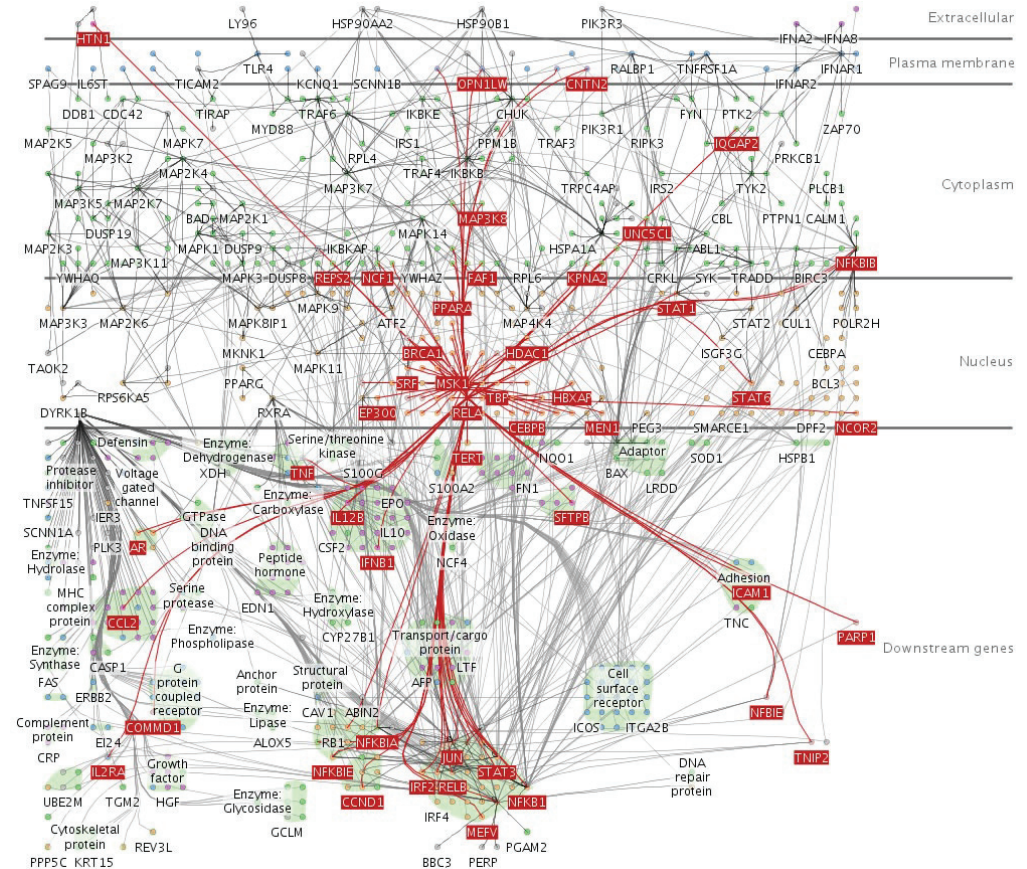 LY96 HSP90AA2 HSP90B1 PIK3R3 Extracellular
HTN1 IFNA2 IFNA8
Plasma membrane
TLR4 RALBP1 TNFRSF1A IFNAR1
SPAG9 IL6ST TICAM2 KCNQ1 SCNN1B OPN1LW CNTN2 IFNAR2
DDB1 CDC42 TIRAP TRAF6 IKBKE CHUK FYN PTK2
MYD88 PIK3R1 ZAP70
MAP2K5 MAPK7 IRS1 PPM1B TRAF3 RIPK3 IQGAP2
MAP3K2 RPL4 PRKCB1
MAP2K4 MAP3K7 TRAF4 IKBKB Cytoplasm
MAP3K5 MAP2K7 TRPC4AP IRS2 TYK2 PLCB1
BAD MAP2K1 MAP3K8 CBL PTPN1 CALM1
DUSP19 MAPK14 UNC5CL
MAP2K3 MAPK1 DUSP9 IKBKAP HSPA1A ABL1
MAP3K11 NFKBIB
YWHAQ MAPK3 DUSP8 REPS2 NCF1 YWHAZ FAF1 RPL6 KPNA2 CRKL SYK TRADD BIRC3
MAPK9 PPARA STAT1
MAP3K3 MAP2K6 MAPK8IP1 ATF2 MAP4K4 STAT2 CUL1 POLR2H
MKNK1 BRCA1 HDAC1 ISGF3G
TAOK2 MAPK11 CEBPA Nucleus
RPS6KA5 PPARG SRF MSK1 BCL3
TBP HBXAP STAT6
DYRK1B RXRA EP300 RELA
CEBPB MEN1 PEG3 SMARCE1 DPF2 NCOR2
Defensin Enzyme: Serine/threonine
Dehydrogenase kinase Adaptor
Protease Voltage XDH TNF S100G TERT NQO1 BAX SOD1 HSPB1
inhibitor gated
channel S100A2 FN1 LRDD
TNFSF15 Enzyme:
IER3 GTPase Carboxylase EPO
SCNN1A DNA IL12B Enzyme: SFTPB
PLK3 AR binding CSF2 IL10 Oxidase
Enzyme: protein
Hydrolase Peptide IFNB1 NCF4
hormone Adhesion
MHC Serine ICAM1
complex protease EDN1 Enzyme:
protein CCL2 Hydroxylase TNC
Enzyme: CYP27B1 Transport/cargo PARP1
Enzyme: Phospholipase protein Downstream genes
Synthase CASP1 G Structural LTF
FAS protein Anchor protein AFP Cell
ERBB2 coupled protein surface
receptor receptor
Complement Enzyme: CAV1 ABIN2 NFBIE
protein COMMD1 Lipase ICOS ITGA2B
EI24 ALOX5 RB1 NFKBIA
CRP JUN TNIP2
IL2RA Growth NFKBIE STAT3 DNA
factor IRF2 RELB repair
UBE2M TGM2 HGF Enzyme: CCND1 NFKB1 protein
Glycosidase IRF4
Cytoskeletal GCLM MEFV
protein REV3L PGAM2
PPP5C KRT15 BBC3 PERP